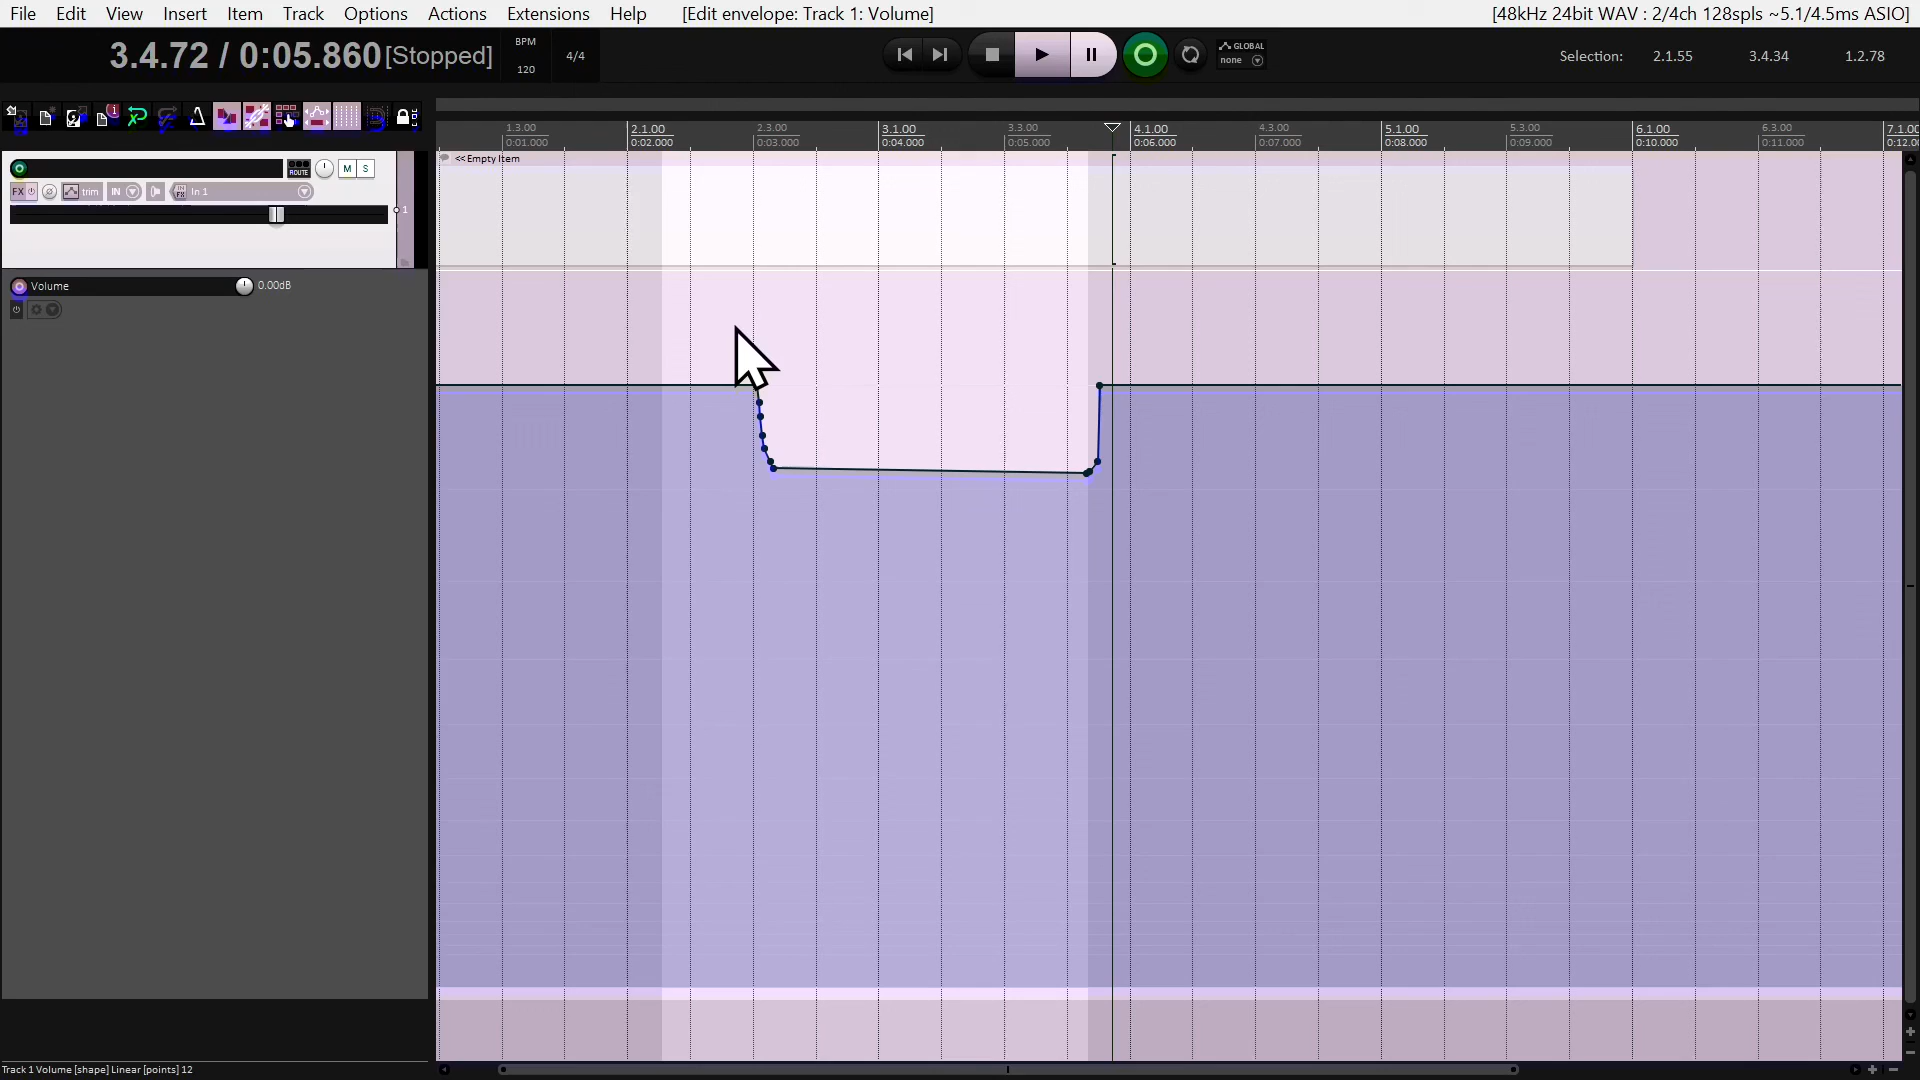 File Edit View Insert Item Track Options Actions Extensions Help [Edit envelope: Track 1: Volume] [48kHz 24bit WAV : 2/4ch 128spls ~5.1/4.5ms ASIO]
3.4.72 / 0:05.860 [Stopped] BPM 120 4/4 GLOBAL none Selection: 2.1.55 3.4.34 1.2.78
1.3.00 2.1.00 2.3.00 3.1.00 3.3.00 4.1.00 4.3.00 5.1.00 5.3.00 6.1.00 6.3.00 7.1.00
0:01.000 0:02.000 0:03.000 0:04.000 0:05.000 0:06.000 0:07.000 0:08.000 0:09.000 0:10.000 0:11.000 0:12.00
<<Empty Item
ROUTE M S
FX trim IN IN FX In 1
1
Volume 0.00dB
Track 1 Volume [shape] Linear [points] 12